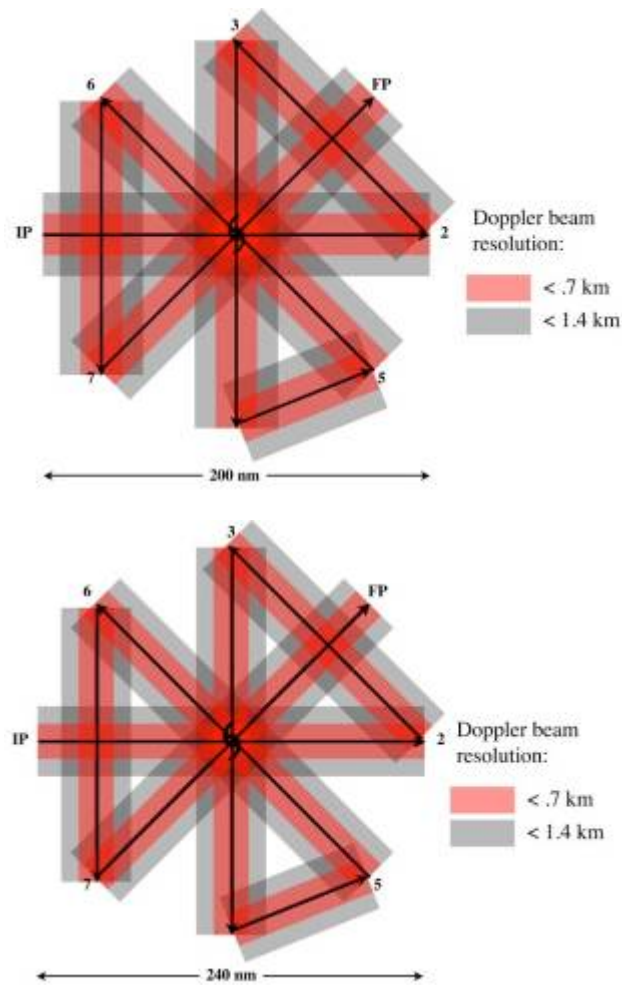 3
6
FP
IP
2
Doppler beam
resolution:
< .7 km
< 1.4 km
7
5
200 nm
3
6
FP
IP
2
Doppler beam
resolution:
< .7 km
< 1.4 km
7
5
240 nm